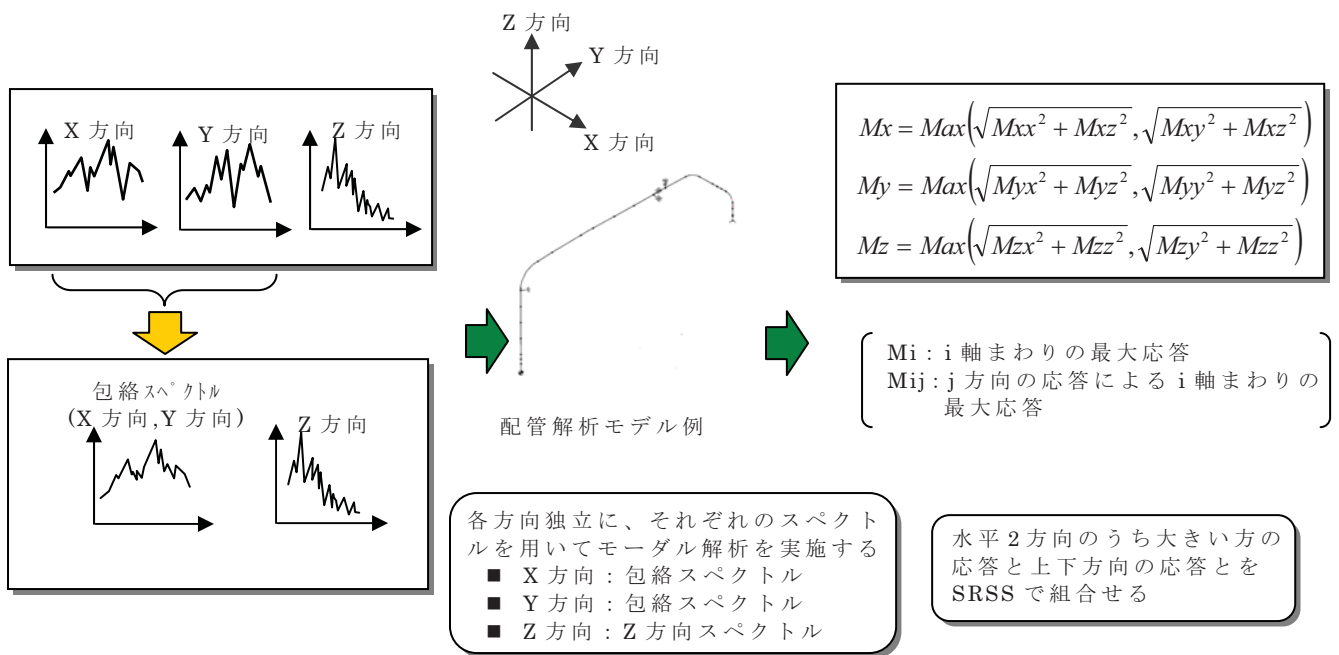 Z 方向
Y 方向
X 方向
X 方向
Y 方向
Z 方向
包絡ｽﾍﾟｸﾄﾙ
(X 方向,Y 方向)
Z 方向
配管解析モデル例
各方向独立に、それぞれのスペクト
ルを用いてモーダル解析を実施する
■ X 方向：包絡スペクトル
■ Y 方向：包絡スペクトル
■ Z 方向：Z 方向スペクトル
Mx = Max(√(Mxx² + Mxz²), √(Mxy² + Mxz²))
My = Max(√(Myx² + Myz²), √(Myy² + Myz²))
Mz = Max(√(Mzx² + Mzz²), √(Mzy² + Mzz²))
Mi：i 軸まわりの最大応答
Mij：j 方向の応答による i 軸まわりの
最大応答
水平 2 方向のうち大きい方の
応答と上下方向の応答とを
SRSS で組合せる